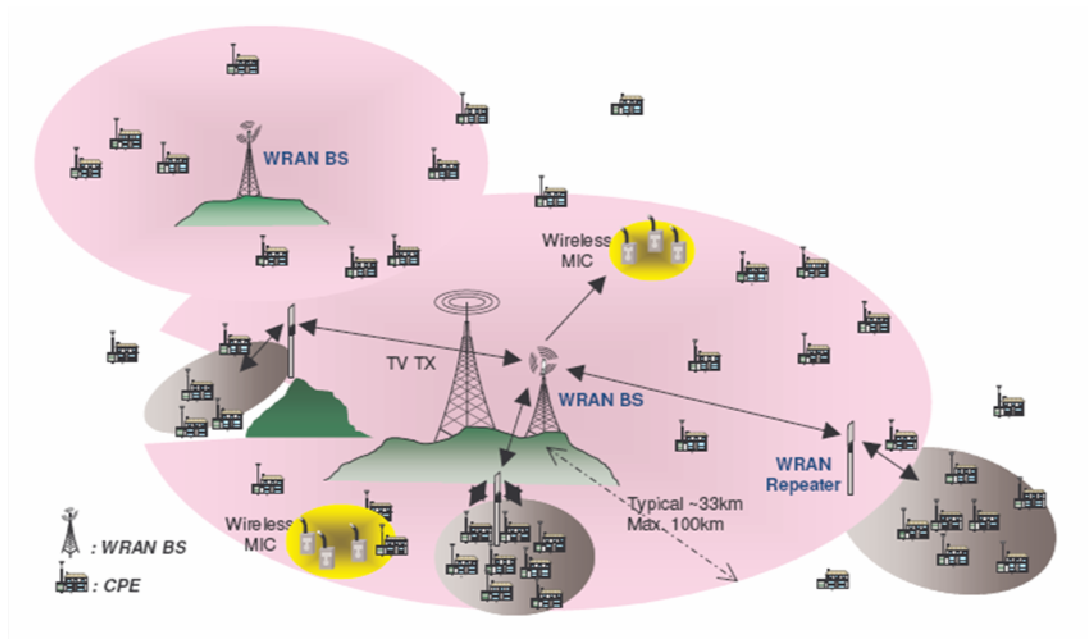 WRAN BS
Wireless
MIC
TV TX
WRAN BS
WRAN
Repeater
Typical ~33km
Max. 100km
Wireless
MIC
: WRAN BS
: CPE